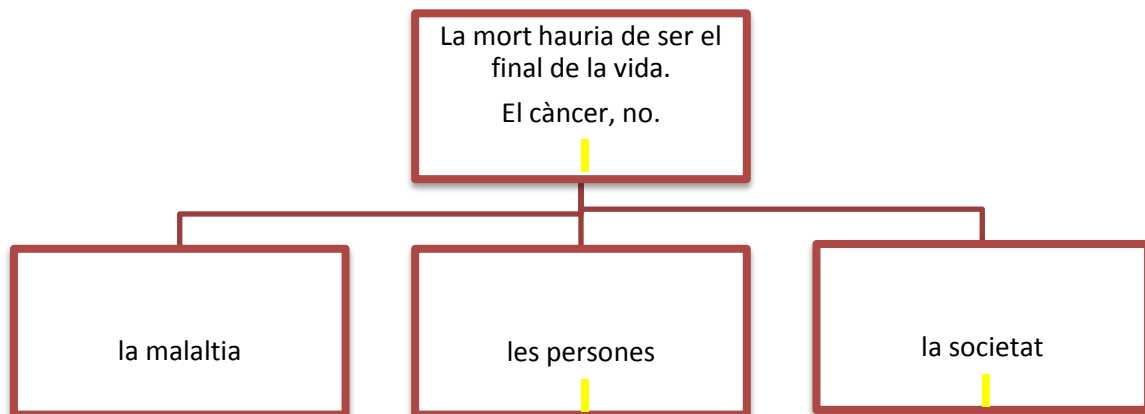 La mort hauria de ser el
final de la vida.
El càncer, no.
la malaltia
les persones
la societat